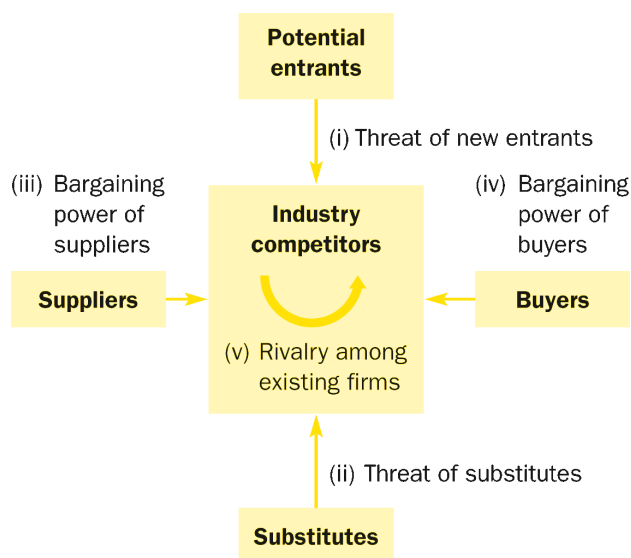 Potential
entrants
(i) Threat of new entrants
(iii) Bargaining
power of
suppliers
(iv) Bargaining
power of
buyers
Industry
competitors
Suppliers
Buyers
(v) Rivalry among
existing firms
(ii) Threat of substitutes
Substitutes